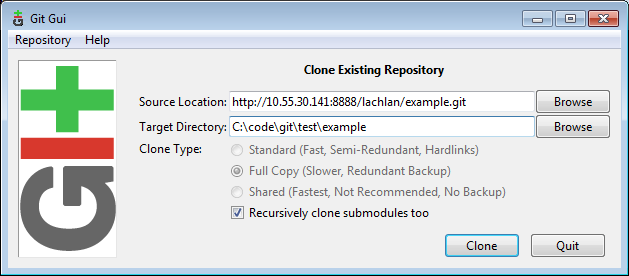 Git Gui
Repository Help
Clone Existing Repository
Source Location: http://10.55.30.141:8888/lachlan/example.git Browse
Target Directory: C:\code\git\test\example Browse
Clone Type: Standard (Fast, Semi-Redundant, Hardlinks)
Full Copy (Slower, Redundant Backup)
Shared (Fastest, Not Recommended, No Backup)
Recursively clone submodules too
Clone Quit